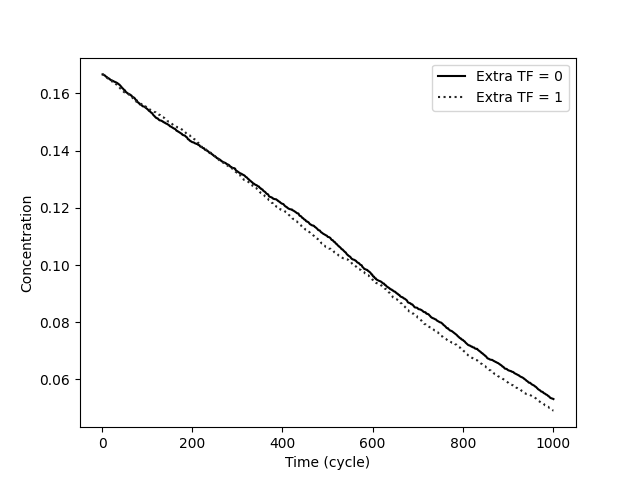 Extra TF = 0
Extra TF = 1
0.16
0.14
0.12
0.10
0.08
0.06
Concentration
0 200 400 600 800 1000
Time (cycle)